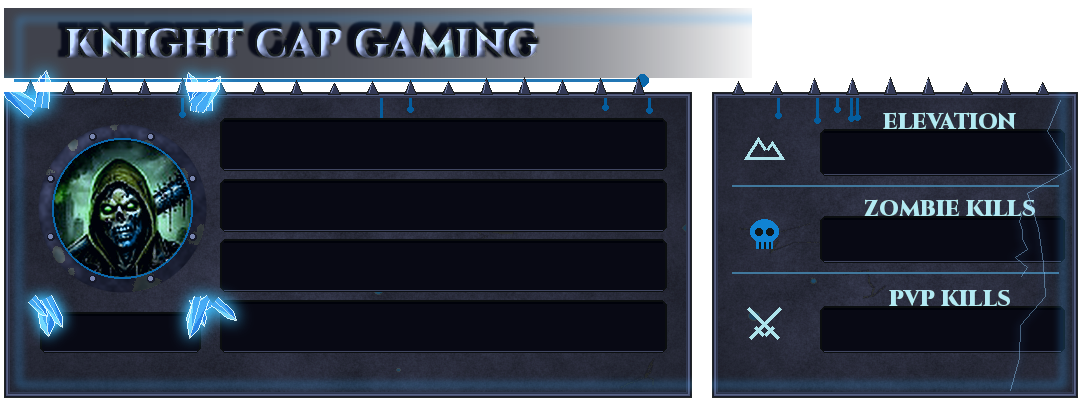 KNIGHT CAP GAMING
ELEVATION
ZOMBIE KILLS
PVP KILLS